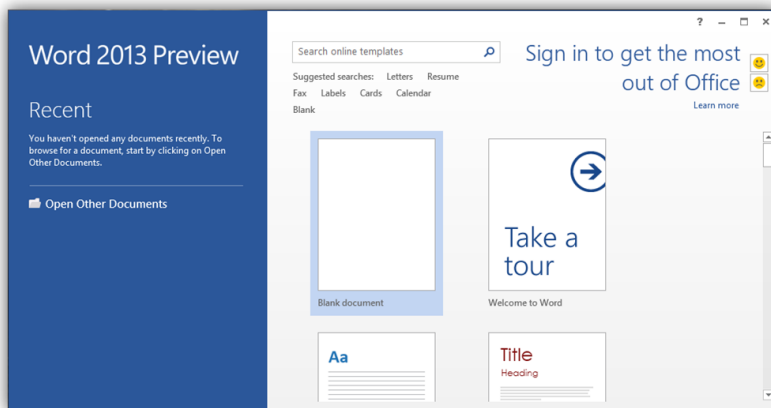 Word 2013 Preview
Recent
You haven't opened any documents recently. To
browse for a document, start by clicking on Open
Other Documents.
Open Other Documents
?
Search online templates
Suggested searches: Letters Resume
Fax Labels Cards Calendar
Blank
Sign in to get the most
out of Office
Learn more
Take a
tour
Blank document
Welcome to Word
Aa
Title
Heading